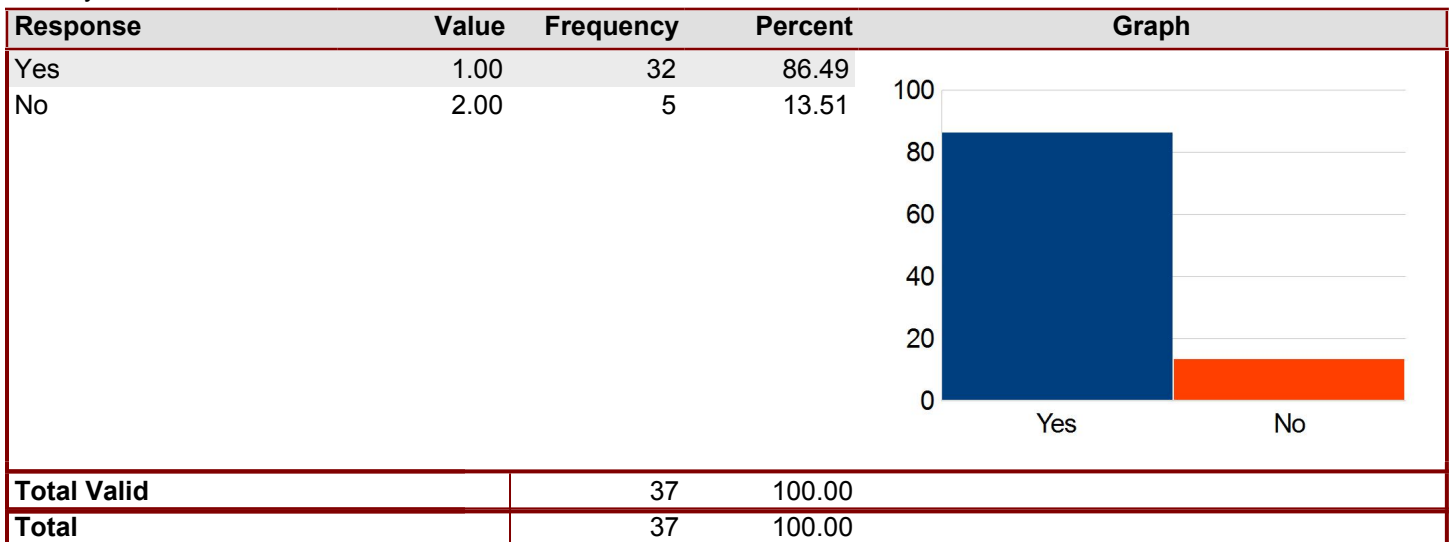 Response Value Frequency Percent Graph
Yes 1.00 32 86.49
No 2.00 5 13.51
100
80
60
40
20
0
Yes No
Total Valid 37 100.00
Total 37 100.00